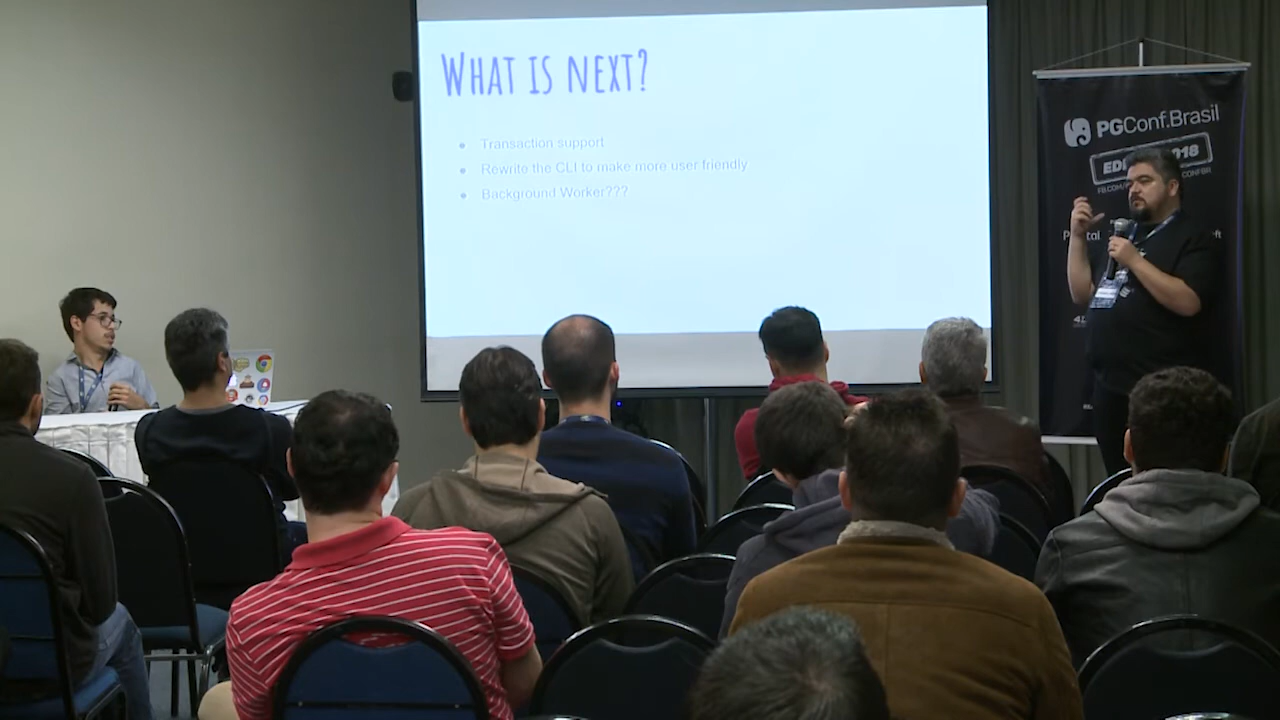 WHAT IS NEXT?
Transaction support
Rewrite the CLI to make more user friendly
Background Worker???
PGConf.Brasil